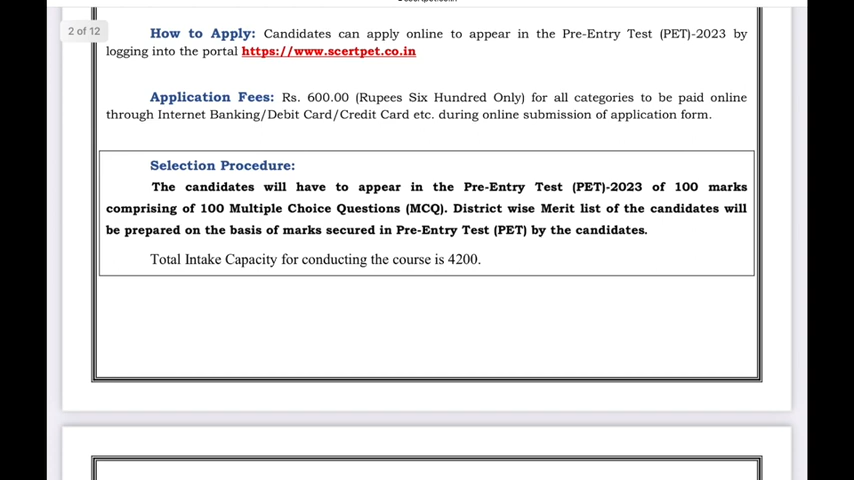 2 of 12
How to Apply: Candidates can apply online to appear in the Pre-Entry Test (PET)-2023 by
logging into the portal https://www.scertpet.co.in
Application Fees: Rs. 600.00 (Rupees Six Hundred Only) for all categories to be paid online
through Internet Banking/Debit Card/Credit Card etc. during online submission of application form.
Selection Procedure:
The candidates will have to appear in the Pre-Entry Test (PET)-2023 of 100 marks
comprising of 100 Multiple Choice Questions (MCQ). District wise Merit list of the candidates will
be prepared on the basis of marks secured in Pre-Entry Test (PET) by the candidates.
Total Intake Capacity for conducting the course is 4200.